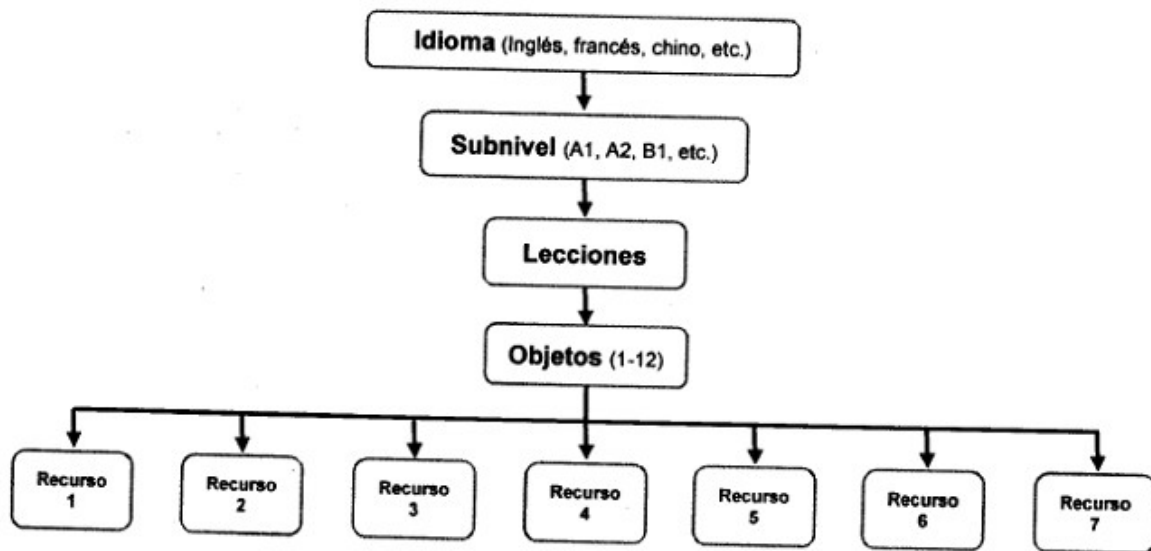 Idioma (Inglés, francés, chino, etc.)
Subnivel (A1, A2, B1, etc.)
Lecciones
Objetos (1-12)
Recurso
1
Recurso
2
Recurso
3
Recurso
4
Recurso
5
Recurso
6
Recurso
7